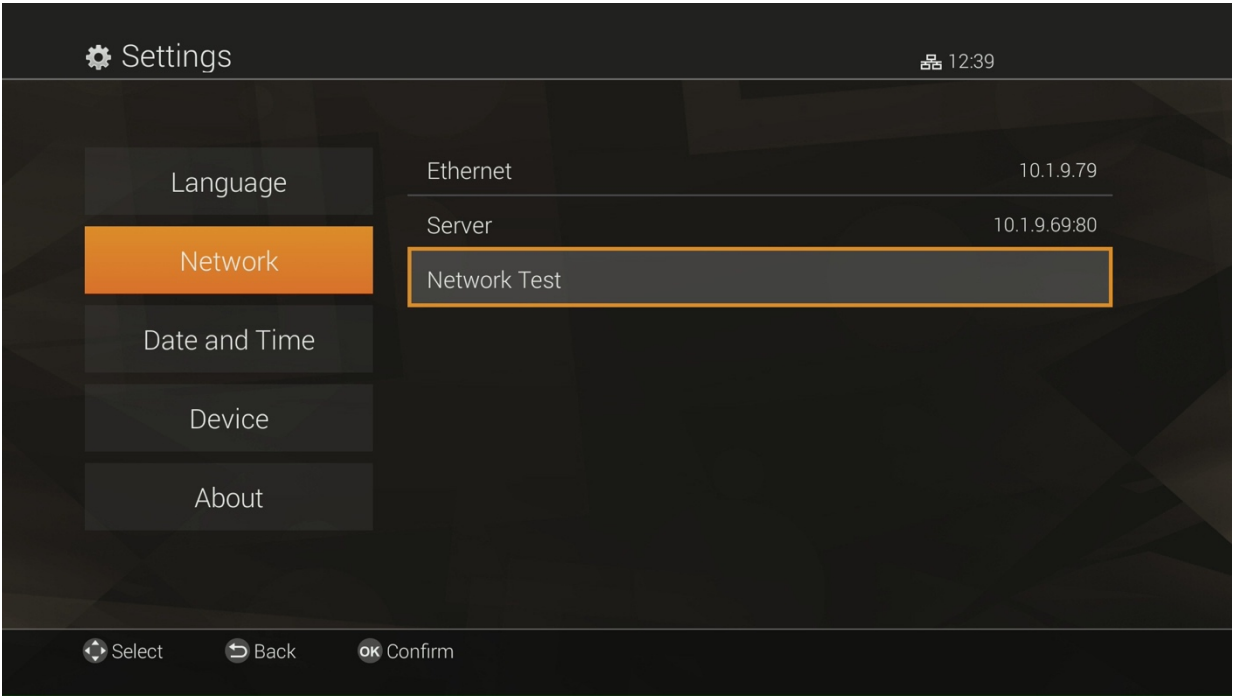 Settings
12:39
Language
Network
Date and Time
Device
About
Ethernet 10.1.9.79
Server 10.1.9.69:80
Network Test
Select Back OK Confirm